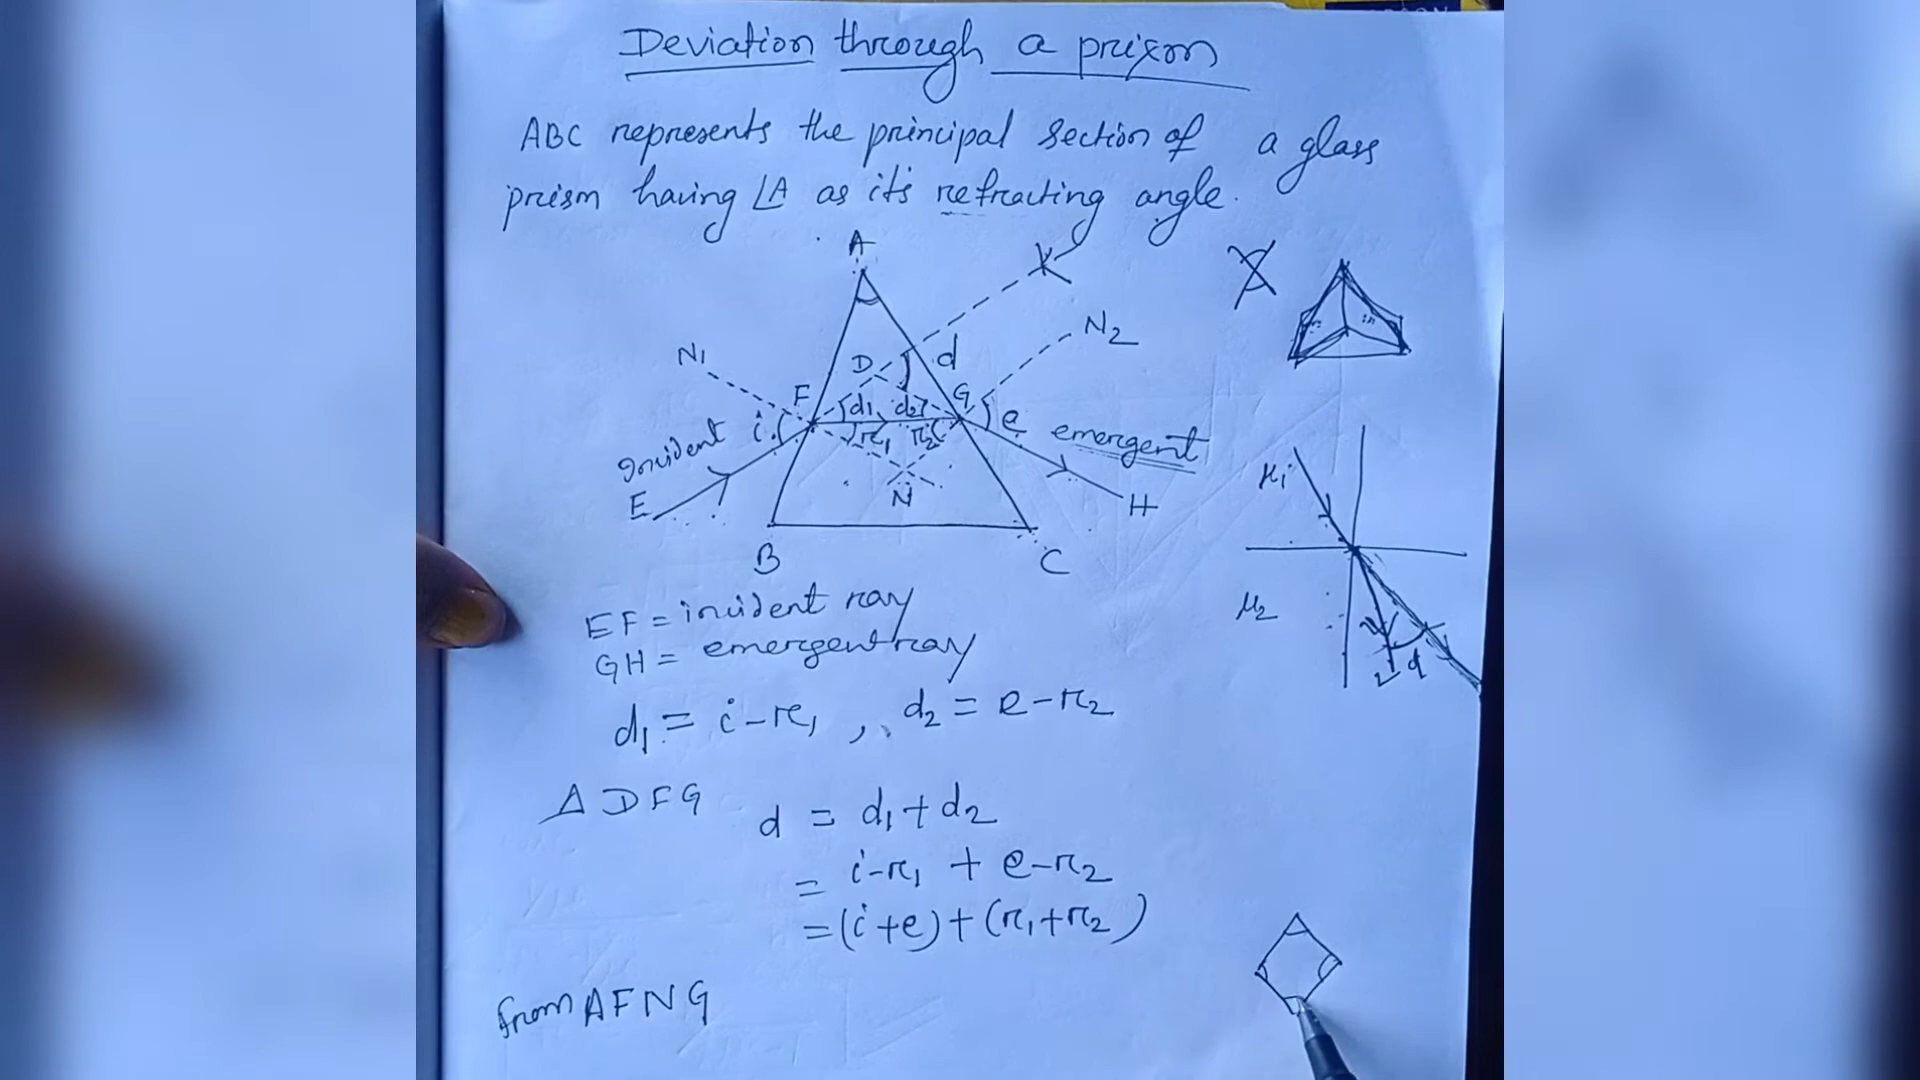 Deviation through a prism
ABC represents the principal section of a glass
prism having ∠A as its refracting angle.
A
K
N1
N2
D
d
F
G
d1
d2
i
r1
r2
e
Incident
emergent
E
N
H
B
C
μ1
μ2
d
EF = incident ray
GH = emergent ray
d1 = i-r1 , d2 = e-r2
Δ DFG d = d1+d2
= i-r1 + e-r2
= (i+e)+(r1+r2)
from AFNG